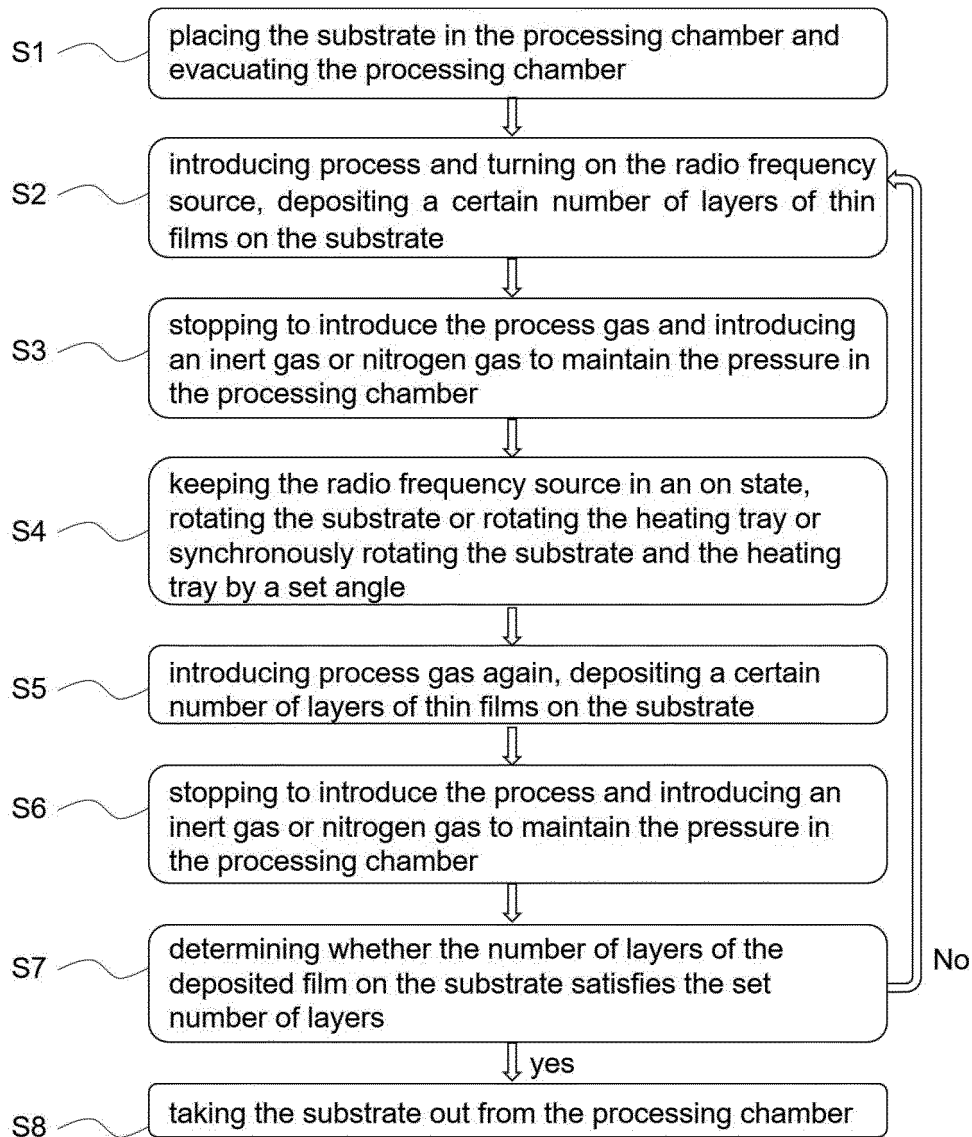 S1
placing the substrate in the processing chamber and
evacuating the processing chamber
S2
introducing process and turning on the radio frequency
source, depositing a certain number of layers of thin
films on the substrate
S3
stopping to introduce the process gas and introducing
an inert gas or nitrogen gas to maintain the pressure in
the processing chamber
S4
keeping the radio frequency source in an on state,
rotating the substrate or rotating the heating tray or
synchronously rotating the substrate and the heating
tray by a set angle
S5
introducing process gas again, depositing a certain
number of layers of thin films on the substrate
S6
stopping to introduce the process and introducing an
inert gas or nitrogen gas to maintain the pressure in
the processing chamber
S7
determining whether the number of layers of the
deposited film on the substrate satisfies the set
number of layers
No
yes
S8
taking the substrate out from the processing chamber